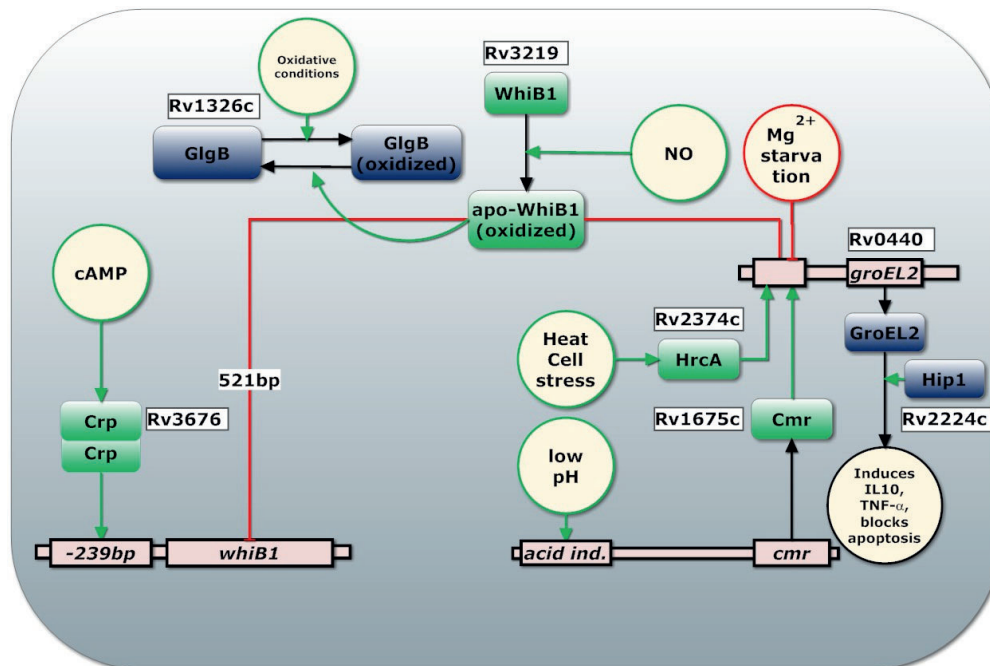 Oxidative
conditions
Rv3219
WhiB1
Rv1326c
GlgB
GlgB
(oxidized)
NO
Mg2+
starva
tion
apo-WhiB1
(oxidized)
cAMP
Rv0440
groEL2
Rv2374c
GroEL2
Heat
Cell
stress
HrcA
521bp
Hip1
Crp
Rv3676
Crp
Rv1675c
Cmr
Rv2224c
low
pH
Induces
IL10,
TNF-α,
blocks
apoptosis
-239bp
whiB1
acid ind.
cmr